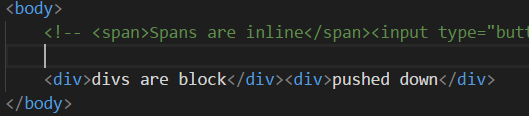 <body>
<!-- <span>Spans are inline</span><input type="butt
<div>divs are block</div><div>pushed down</div>
</body>